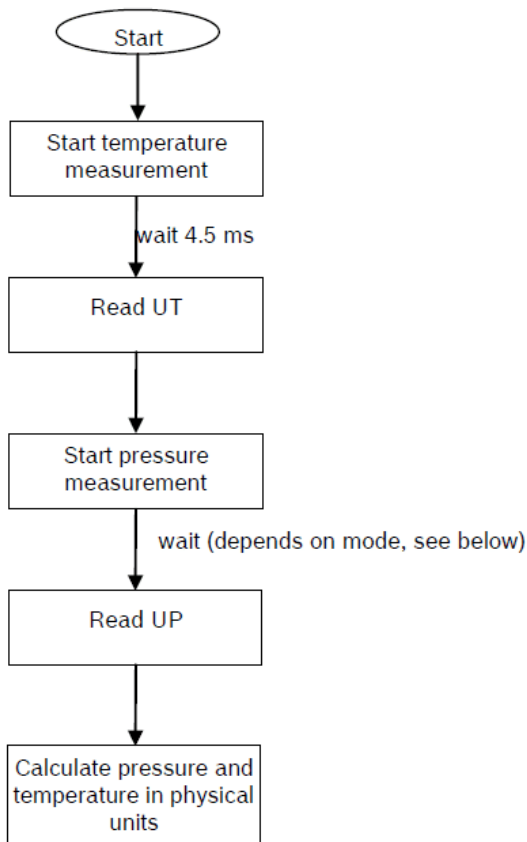 Start
Start temperature
measurement
wait 4.5 ms
Read UT
Start pressure
measurement
wait (depends on mode, see below)
Read UP
Calculate pressure and
temperature in physical
units